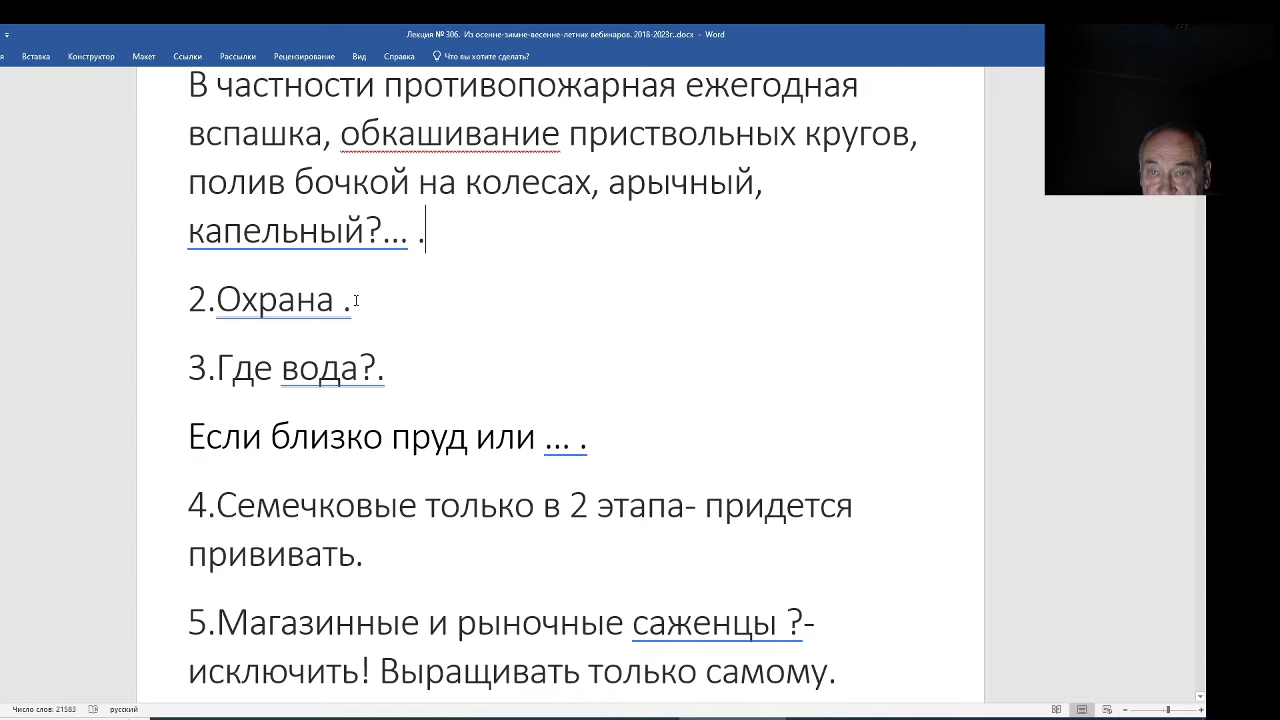 Лекция № 306. Из осенне-зимне-весенне-летних вебинаров. 2018-2023г..docx - Word
Вставка Конструктор Макет Ссылки Рассылки Рецензирование Вид Справка Что вы хотите сделать?
В частности противопожарная ежегодная
вспашка, обкашивание приствольных кругов,
полив бочкой на колесах, арычный,
капельный?... .
2.Охрана .
3.Где вода?.
Если близко пруд или ... .
4.Семечковые только в 2 этапа- придется
прививать.
5.Магазинные и рыночные саженцы ?-
исключить! Выращивать только самому.
Число слов: 21583 русский